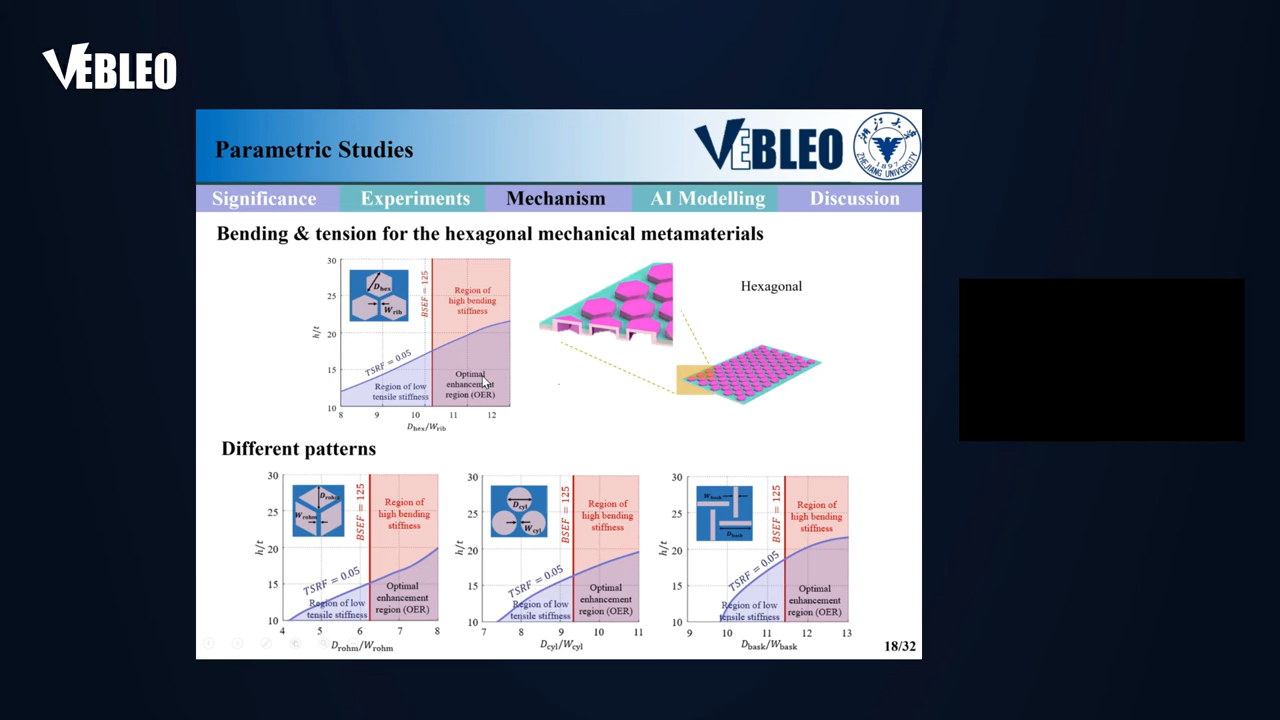 VEBLEO
Parametric Studies
VEBLEO
浙江大学
ZHEJIANG UNIVERSITY
1897
Significance
Experiments
Mechanism
AI Modelling
Discussion
Bending & tension for the hexagonal mechanical metamaterials
30
25
20
15
10
h/t
D_hex
W_rib
BSEF = 125
Region of
high bending
stiffness
TSRF = 0.05
Region of low
tensile stiffness
Optimal
enhancement
region (OER)
8 9 10 11 12
D_hex/W_rib
Hexagonal
Different patterns
30
25
20
15
10
h/t
D_rohm
W_rohm
BSEF = 125
Region of
high bending
stiffness
TSRF = 0.05
Region of low
tensile stiffness
Optimal
enhancement
region (OER)
4 5 6 7 8
D_rohm/W_rohm
30
25
20
15
10
h/t
D_cyl
W_cyl
BSEF = 125
Region of
high bending
stiffness
TSRF = 0.05
Region of low
tensile stiffness
Optimal
enhancement
region (OER)
7 8 9 10 11
D_cyl/W_cyl
30
25
20
15
10
h/t
W_bask
D_bask
BSEF = 125
Region of
high bending
stiffness
TSRF = 0.05
Region of low
tensile stiffness
Optimal
enhancement
region (OER)
9 10 11 12 13
D_bask/W_bask
18/32